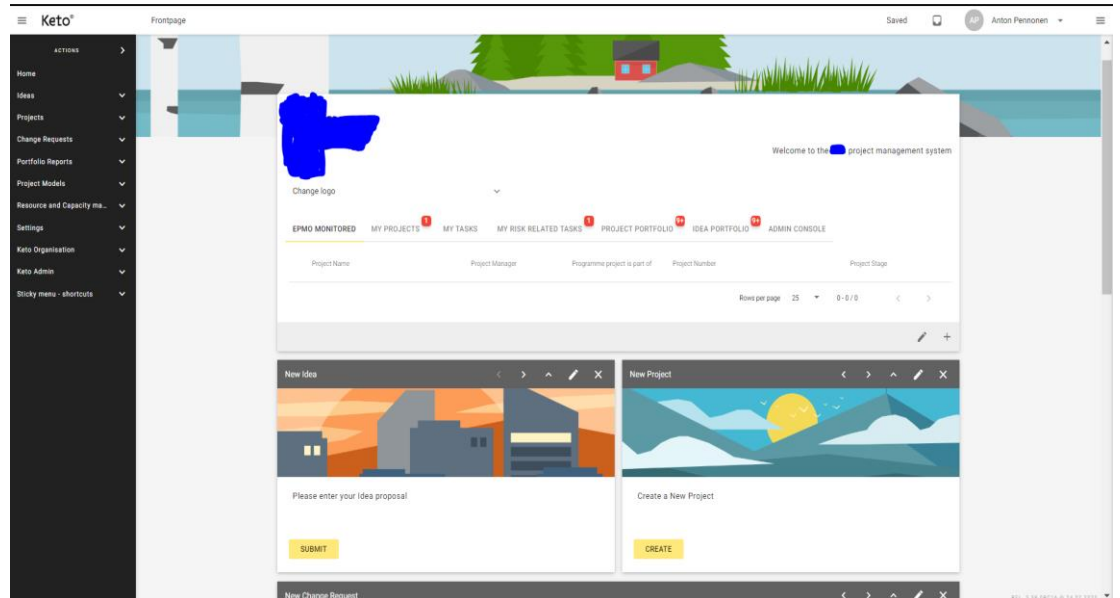 Keto®
Frontpage
Saved
AP
Anton Pennonen
ACTIONS
Home
Ideas
Projects
Change Requests
Portfolio Reports
Project Models
Resource and Capacity ma...
Settings
Keto Organisation
Keto Admin
Sticky menu - shortcuts
Welcome to the project management system
Change logo
EPMO MONITORED
MY PROJECTS 1
MY TASKS
MY RISK RELATED TASKS 1
PROJECT PORTFOLIO 9+
IDEA PORTFOLIO 9+
ADMIN CONSOLE
Project Name
Project Manager
Programme project is part of
Project Number
Project Stage
Rows per page 25 0-0 / 0
New Idea
Please enter your Idea proposal
SUBMIT
New Project
Create a New Project
CREATE
New Change Request